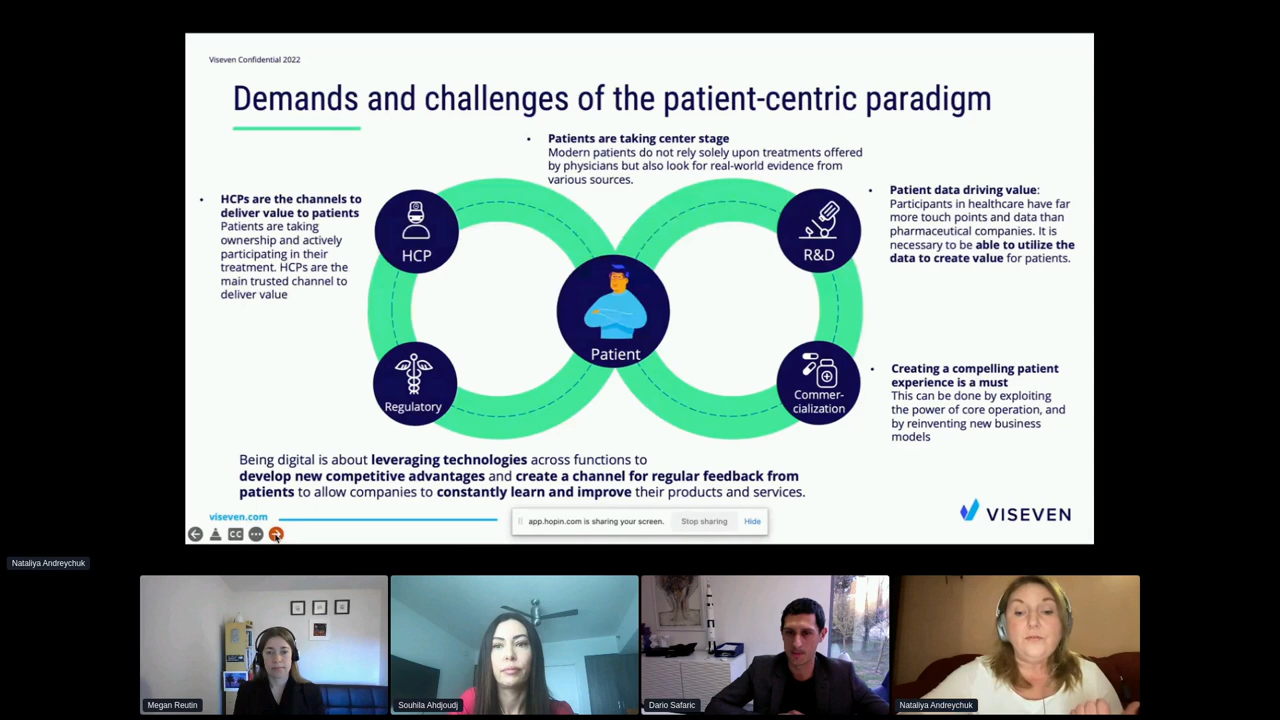 Viseven Confidential 2022
Demands and challenges of the patient-centric paradigm
• Patients are taking center stage
Modern patients do not rely solely upon treatments offered
by physicians but also look for real-world evidence from
various sources.
• HCPs are the channels to
deliver value to patients
Patients are taking
ownership and actively
participating in their
treatment. HCPs are the
main trusted channel to
deliver value
HCP
R&D
• Patient data driving value:
Participants in healthcare have far
more touch points and data than
pharmaceutical companies. It is
necessary to be able to utilize the
data to create value for patients.
Patient
Regulatory
Commer-
cialization
• Creating a compelling patient
experience is a must
This can be done by exploiting
the power of core operation, and
by reinventing new business
models
Being digital is about leveraging technologies across functions to
develop new competitive advantages and create a channel for regular feedback from
patients to allow companies to constantly learn and improve their products and services.
viseven.com
app.hopin.com is sharing your screen.
Stop sharing
Hide
VISEVEN
CC
Nataliya Andreychuk
Megan Reutin
Souhila Ahdjoudj
Dario Safaric
Nataliya Andreychuk